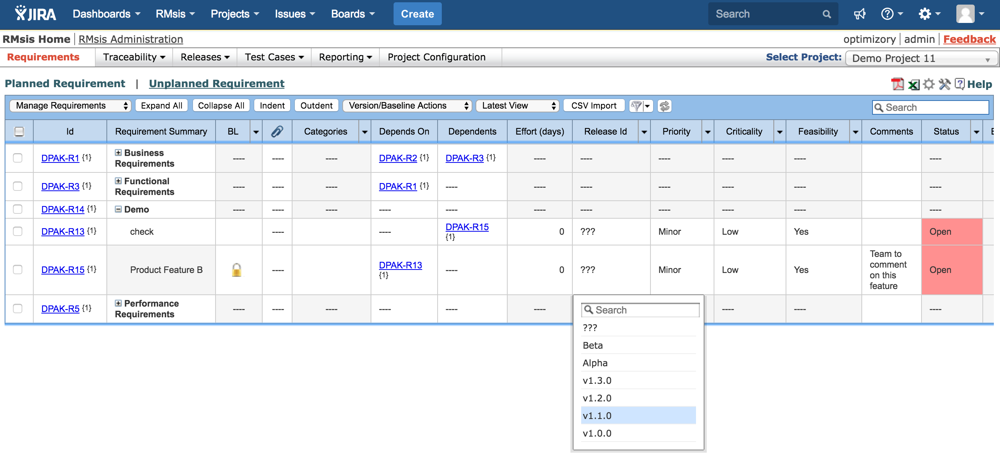 JIRA Dashboards RMsis Projects Issues Boards Create Search
RMsis Home RMsis Administration optimizory admin Feedback
Requirements Traceability Releases Test Cases Reporting Project Configuration Select Project: Demo Project 11
Planned Requirement | Unplanned Requirement Help
Manage Requirements Expand All Collapse All Indent Outdent Version/Baseline Actions Latest View CSV Import Search
Id Requirement Summary BL Categories Depends On Dependents Effort (days) Release Id Priority Criticality Feasibility Comments Status
DPAK-R1 {1} Business
Requirements ---- ---- ---- DPAK-R2 {1} DPAK-R3 {1} ---- ---- ---- ---- ---- ----
DPAK-R3 {1} Functional
Requirements ---- ---- ---- DPAK-R1 {1} ---- ---- ---- ---- ---- ---- ----
DPAK-R14 {1} Demo ---- ---- ---- ---- ---- ---- ---- ---- ---- ---- ----
DPAK-R13 {1} check ---- ---- DPAK-R15
{1} 0 ??? Minor Low Yes Open
DPAK-R15 {1} Product Feature B ---- DPAK-R13
{1} ---- 0 ??? Minor Low Yes Team to
comment
on this
feature Open
DPAK-R5 {1} Performance
Requirements ---- ---- ---- ---- ---- ---- ---- ---- ----
Search
???
Beta
Alpha
v1.3.0
v1.2.0
v1.1.0
v1.0.0